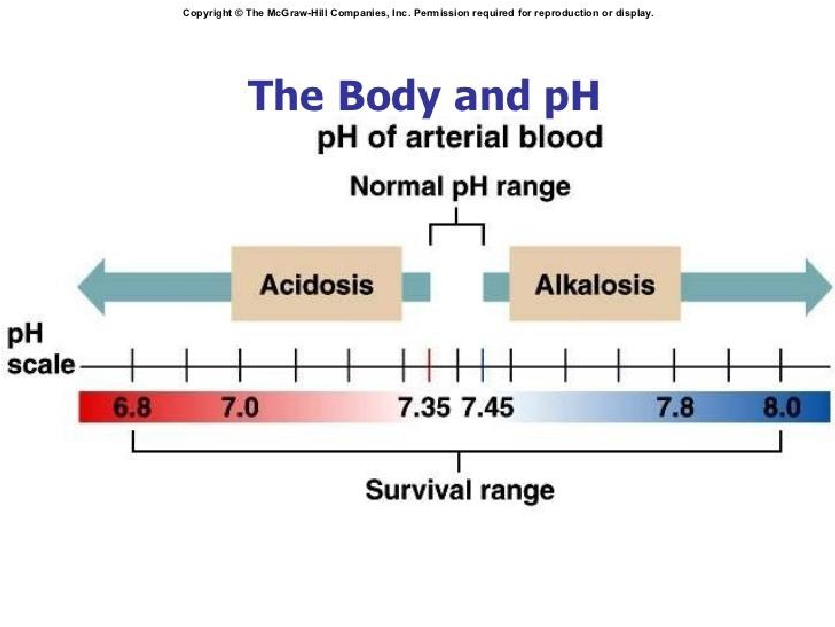 Copyright © The McGraw-Hill Companies, Inc. Permission required for reproduction or display.
The Body and pH
pH of arterial blood
Normal pH range
Acidosis
Alkalosis
pH
scale
6.8 7.0 7.35 7.45 7.8 8.0
Survival range